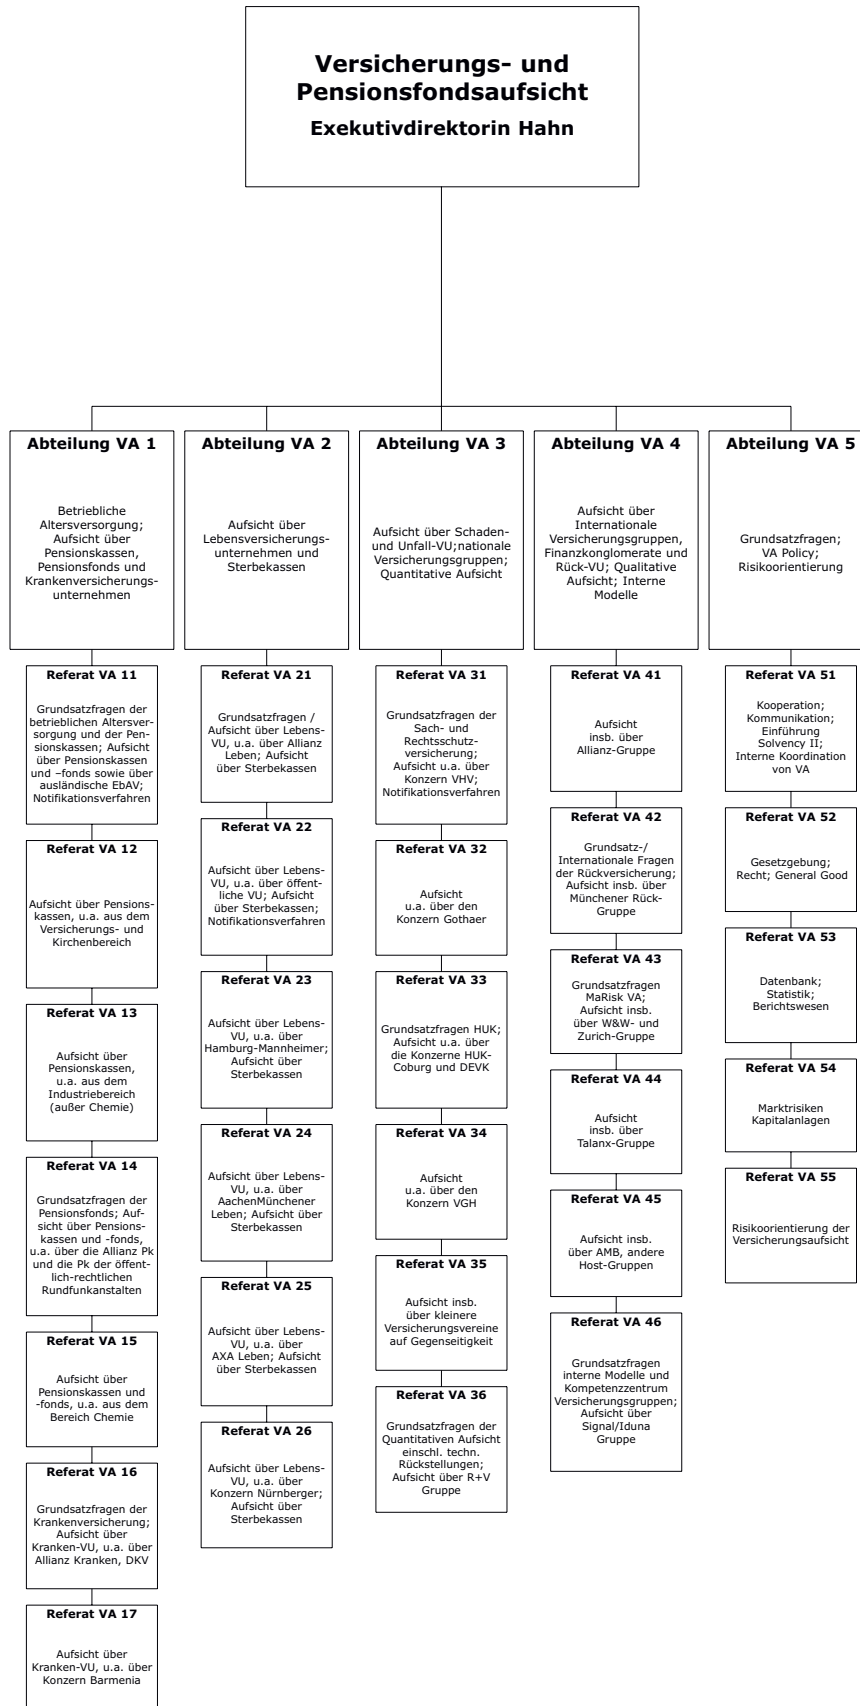 Versicherungs- und
Pensionsfondsaufsicht
Exekutivdirektorin Hahn
Abteilung VA 1
Betriebliche
Altersversorgung;
Aufsicht über
Pensionskassen,
Pensionsfonds und
Krankenversicherungs-
unternehmen
Referat VA 11
Grundsatzfragen der
betrieblichen Altersver-
sorgung und der Pen-
sionskassen; Aufsicht
über Pensionskassen
und –fonds sowie über
ausländische EbAV;
Notifikationsverfahren
Referat VA 12
Aufsicht über Pensions-
kassen, u.a. aus dem
Versicherungs- und
Kirchenbereich
Referat VA 13
Aufsicht über
Pensionskassen,
u.a. aus dem
Industriebereich
(außer Chemie)
Referat VA 14
Grundsatzfragen der
Pensionsfonds; Auf-
sicht über Pensions-
kassen und -fonds,
u.a. über die Allianz Pk
und die Pk der öffent-
lich-rechtlichen
Rundfunkanstalten
Referat VA 15
Aufsicht über
Pensionskassen und
-fonds, u.a. aus dem
Bereich Chemie
Referat VA 16
Grundsatzfragen der
Krankenversicherung;
Aufsicht über
Kranken-VU, u.a. über
Allianz Kranken, DKV
Referat VA 17
Aufsicht über
Kranken-VU, u.a. über
Konzern Barmenia
Abteilung VA 2
Aufsicht über
Lebensversicherungs-
unternehmen und
Sterbekassen
Referat VA 21
Grundsatzfragen /
Aufsicht über Lebens-
VU, u.a. über Allianz
Leben; Aufsicht
über Sterbekassen
Referat VA 22
Aufsicht über Lebens-
VU, u.a. über öffent-
liche VU; Aufsicht
über Sterbekassen;
Notifikationsverfahren
Referat VA 23
Aufsicht über Lebens-
VU, u.a. über
Hamburg-Mannheimer;
Aufsicht über
Sterbekassen
Referat VA 24
Aufsicht über Lebens-
VU, u.a. über
AachenMünchener
Leben; Aufsicht über
Sterbekassen
Referat VA 25
Aufsicht über Lebens-
VU, u.a. über
AXA Leben; Aufsicht
über Sterbekassen
Referat VA 26
Aufsicht über Lebens-
VU, u.a. über
Konzern Nürnberger;
Aufsicht über
Sterbekassen
Abteilung VA 3
Aufsicht über Schaden-
und Unfall-VU;nationale
Versicherungsgruppen;
Quantitative Aufsicht
Referat VA 31
Grundsatzfragen der
Sach- und
Rechtsschutz-
versicherung;
Aufsicht u.a. über
Konzern VHV;
Notifikationsverfahren
Referat VA 32
Aufsicht
u.a. über den
Konzern Gothaer
Referat VA 33
Grundsatzfragen HUK;
Aufsicht u.a. über
die Konzerne HUK-
Coburg und DEVK
Referat VA 34
Aufsicht
u.a. über den
Konzern VGH
Referat VA 35
Aufsicht insb.
über kleinere
Versicherungsvereine
auf Gegenseitigkeit
Referat VA 36
Grundsatzfragen der
Quantitativen Aufsicht
einschl. techn.
Rückstellungen;
Aufsicht über R+V
Gruppe
Abteilung VA 4
Aufsicht über
Internationale
Versicherungsgruppen,
Finanzkonglomerate und
Rück-VU; Qualitative
Aufsicht; Interne
Modelle
Referat VA 41
Aufsicht
insb. über
Allianz-Gruppe
Referat VA 42
Grundsatz-/
Internationale Fragen
der Rückversicherung;
Aufsicht insb. über
Münchener Rück-
Gruppe
Referat VA 43
Grundsatzfragen
MaRisk VA;
Aufsicht insb.
über W&W- und
Zurich-Gruppe
Referat VA 44
Aufsicht
insb. über
Talanx-Gruppe
Referat VA 45
Aufsicht insb.
über AMB, andere
Host-Gruppen
Referat VA 46
Grundsatzfragen
interne Modelle und
Kompetenzzentrum
Versicherungsgruppen;
Aufsicht über
Signal/Iduna
Gruppe
Abteilung VA 5
Grundsatzfragen;
VA Policy;
Risikoorientierung
Referat VA 51
Kooperation;
Kommunikation;
Einführung
Solvency II;
Interne Koordination
von VA
Referat VA 52
Gesetzgebung;
Recht; General Good
Referat VA 53
Datenbank;
Statistik;
Berichtswesen
Referat VA 54
Marktrisiken
Kapitalanlagen
Referat VA 55
Risikoorientierung der
Versicherungsaufsicht